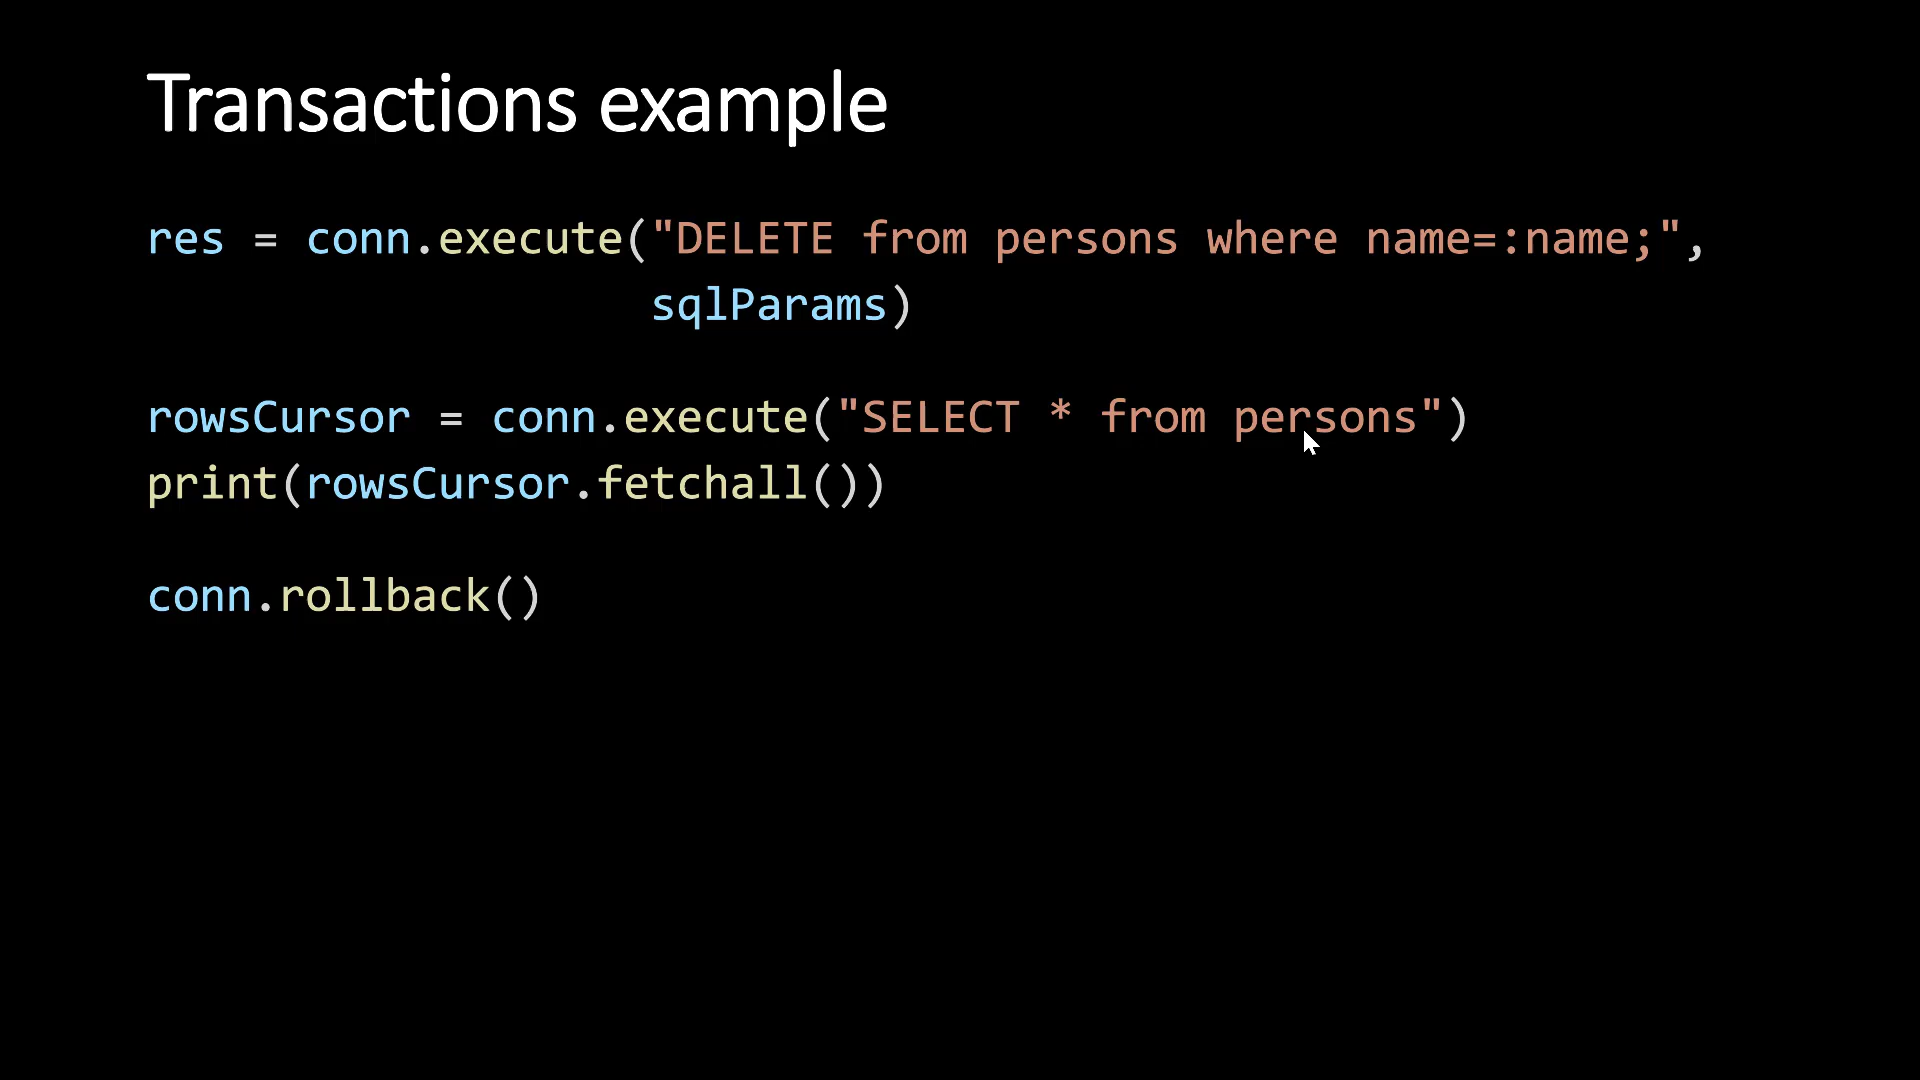 Transactions example
res = conn.execute("DELETE from persons where name=:name;",
sqlParams)
rowsCursor = conn.execute("SELECT * from persons")
print(rowsCursor.fetchall())
conn.rollback()